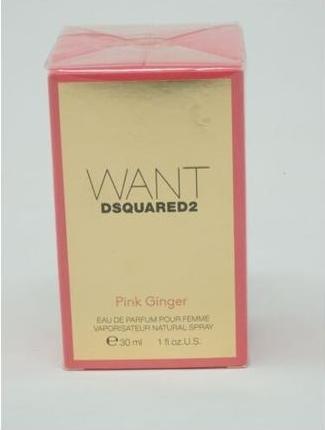 WANT
DSQUARED2
Pink Ginger
EAU DE PARFUM POUR FEMME
VAPORISATEUR NATURAL SPRAY
℮30 ml 1 fl oz.U.S.